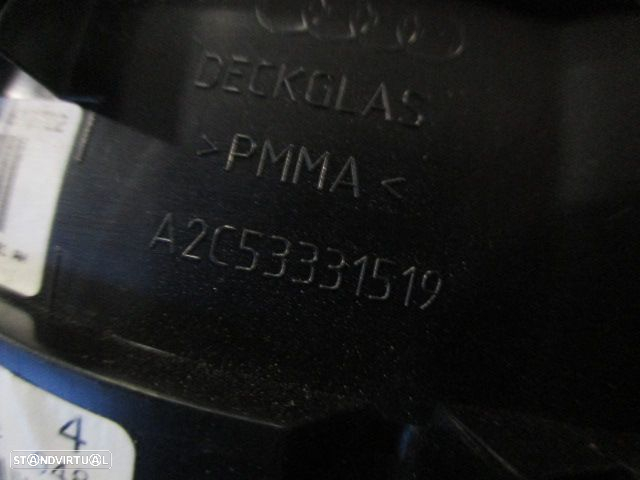 DECKGLAS
>PMMA<
A2C53331519
4
STANDVIRTUAL